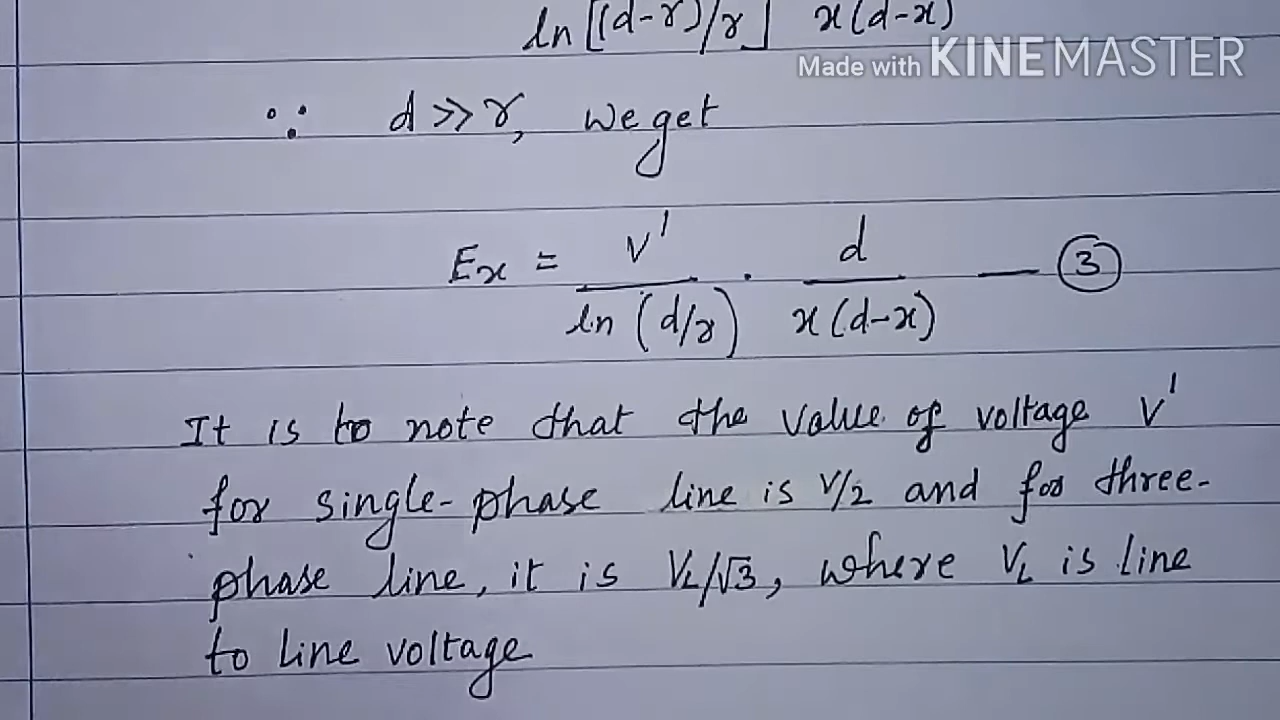 ln[(d-r)/r] x(d-x)
Made with KINEMASTER
∵ d >> r, we get
Ex = V' / ln (d/r) . d / x(d-x) — ③
It is to note that the value of voltage V'
for single-phase line is V/2 and for three-
phase line, it is VL/√3, where VL is line
to line voltage